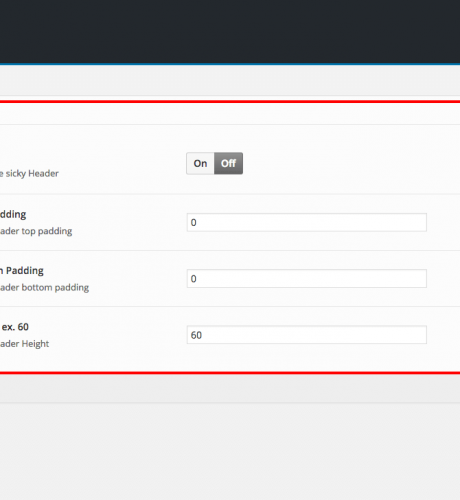 On Off
e sicky Header
dding
ader top padding
0
n Padding
ader bottom padding
0
ex. 60
ader Height
60